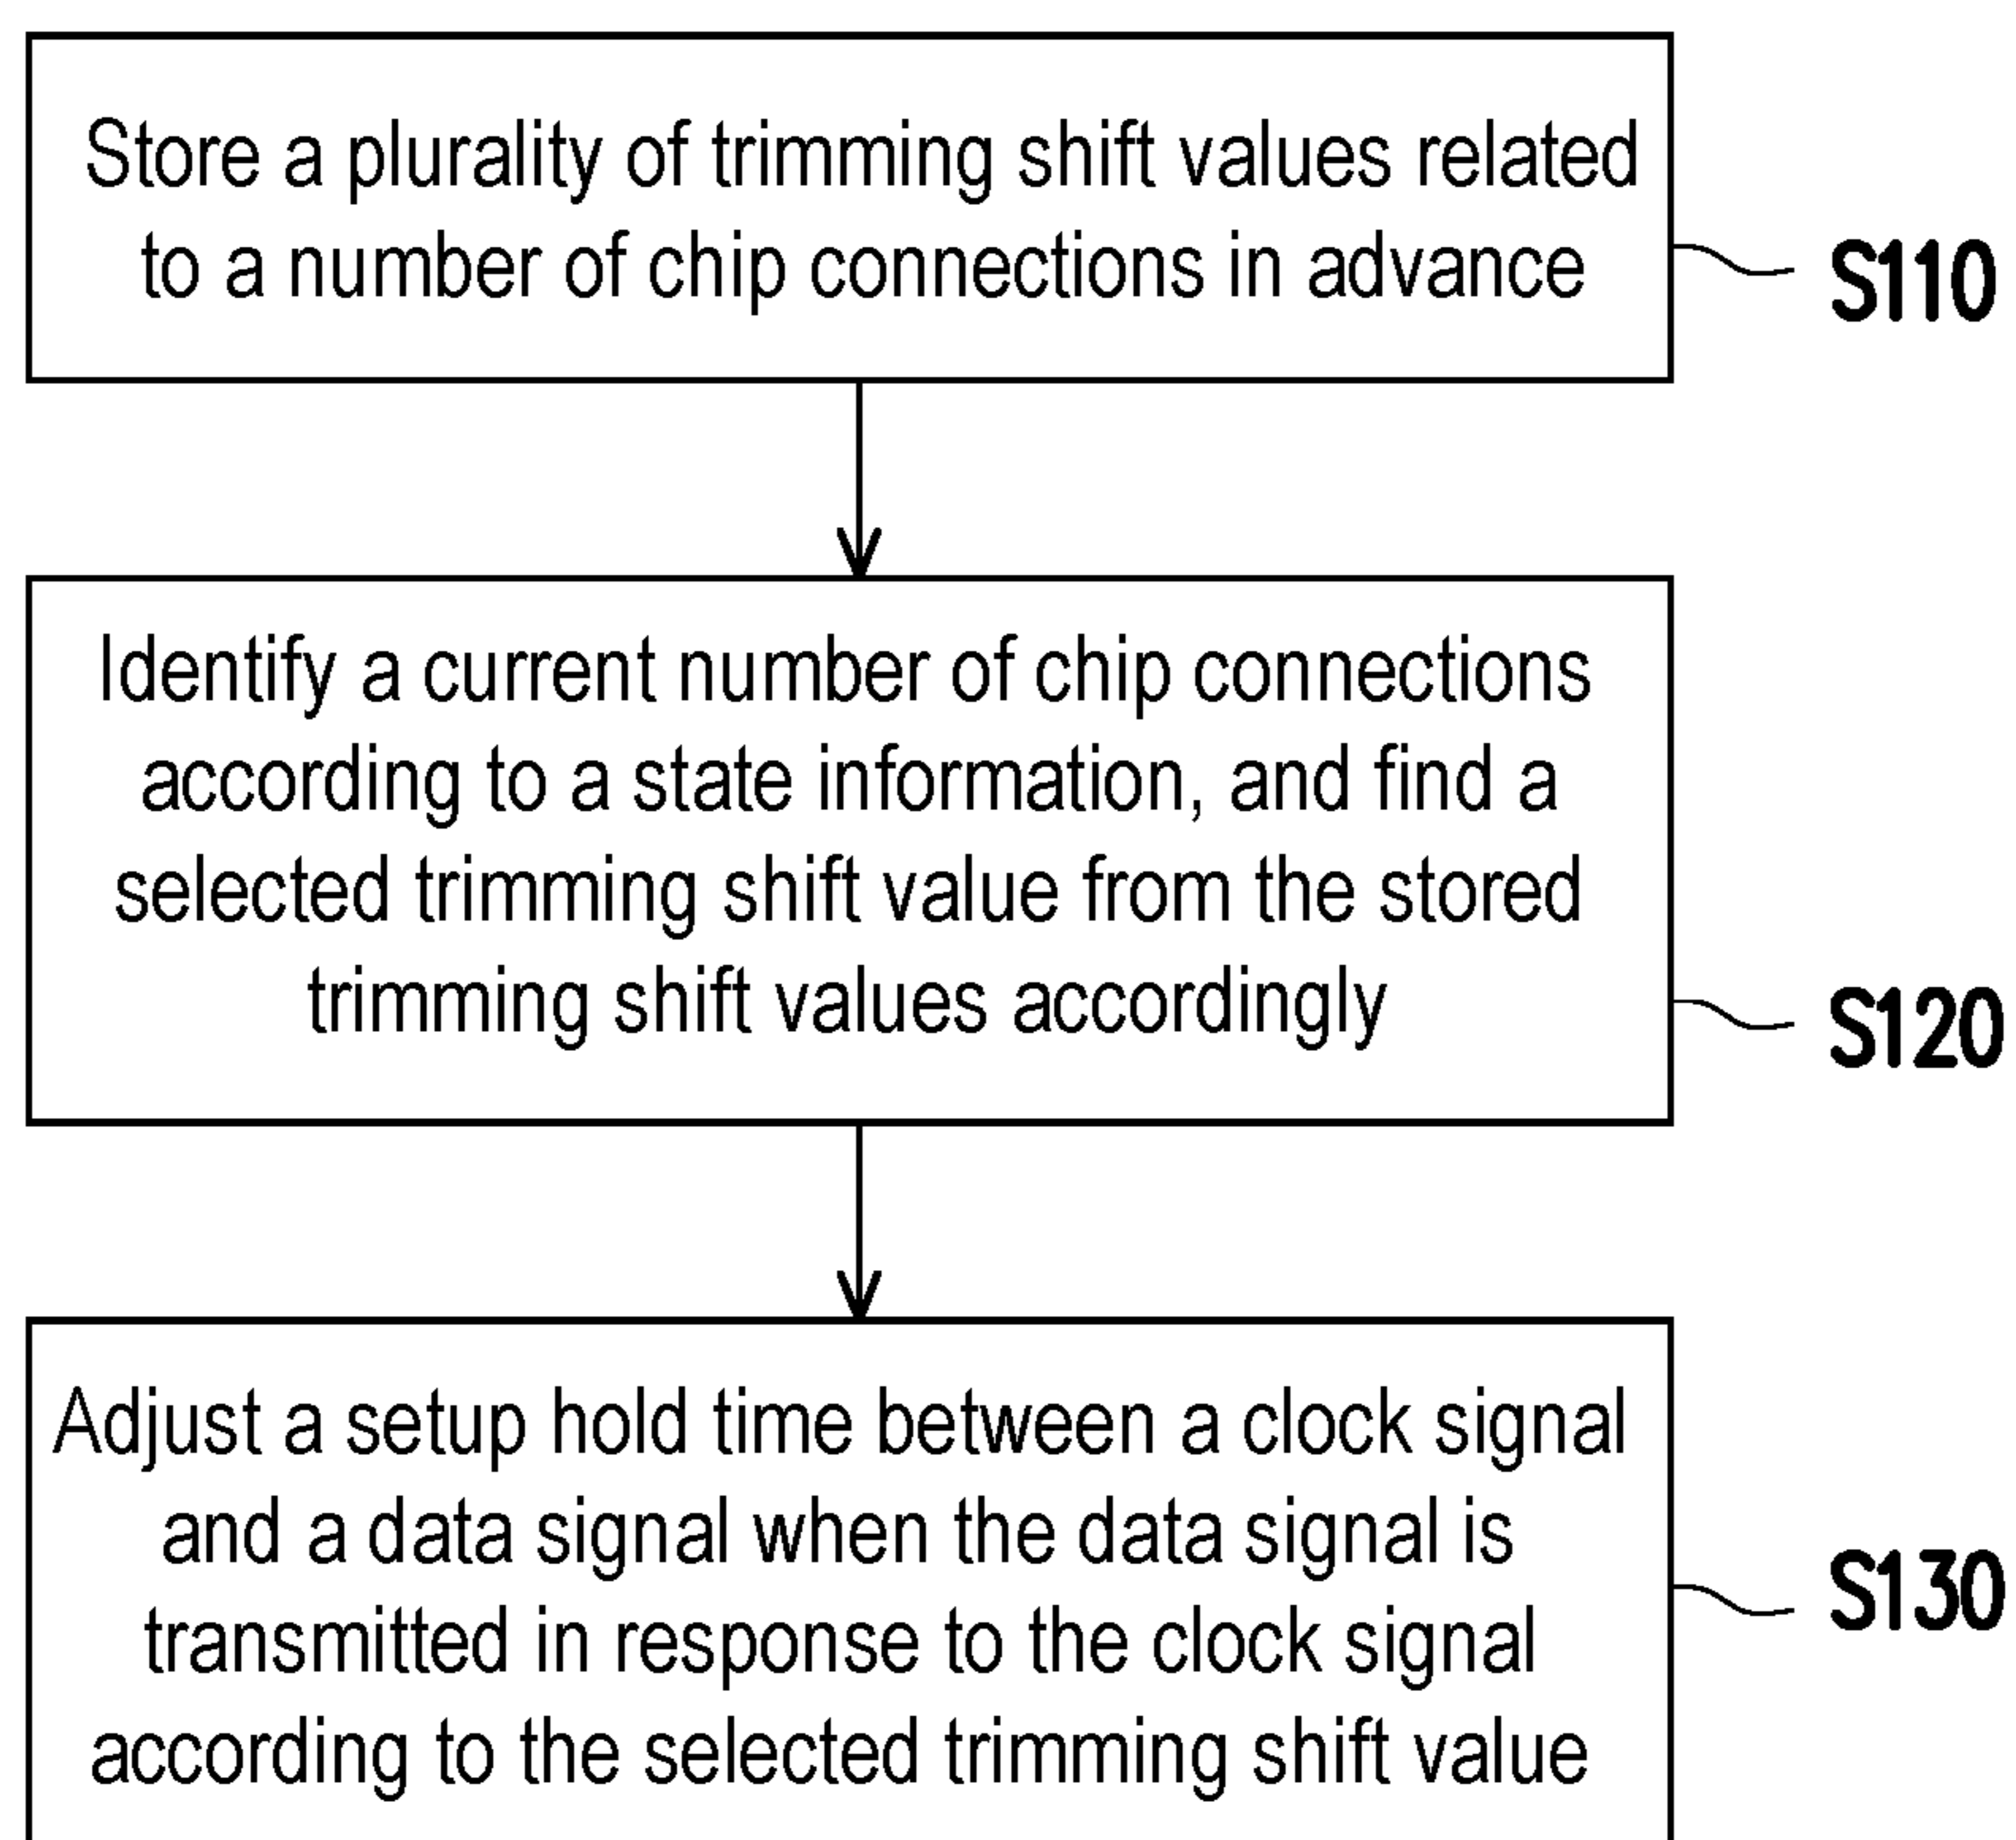 Store a plurality of trimming shift values related
to a number of chip connections in advance
S110
Identify a current number of chip connections
according to a state information, and find a
selected trimming shift value from the stored
trimming shift values accordingly
S120
Adjust a setup hold time between a clock signal
and a data signal when the data signal is
transmitted in response to the clock signal
according to the selected trimming shift value
S130